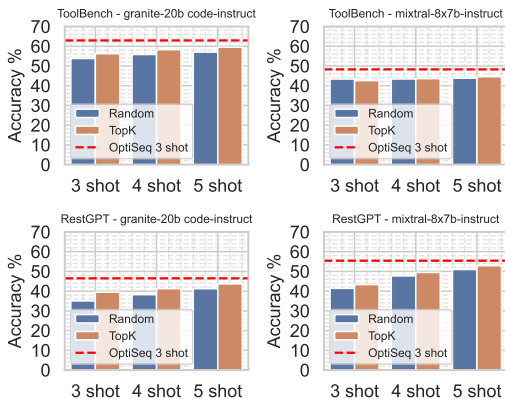 ToolBench - granite-20b code-instruct
Accuracy %
70
60
50
40
30
20
10
0
Random
TopK
OptiSeq 3 shot
3 shot 4 shot 5 shot
ToolBench - mixtral-8x7b-instruct
Accuracy %
70
60
50
40
30
20
10
0
Random
TopK
OptiSeq 3 shot
3 shot 4 shot 5 shot
RestGPT - granite-20b code-instruct
Accuracy %
70
60
50
40
30
20
10
0
Random
TopK
OptiSeq 3 shot
3 shot 4 shot 5 shot
RestGPT - mixtral-8x7b-instruct
Accuracy %
70
60
50
40
30
20
10
0
Random
TopK
OptiSeq 3 shot
3 shot 4 shot 5 shot